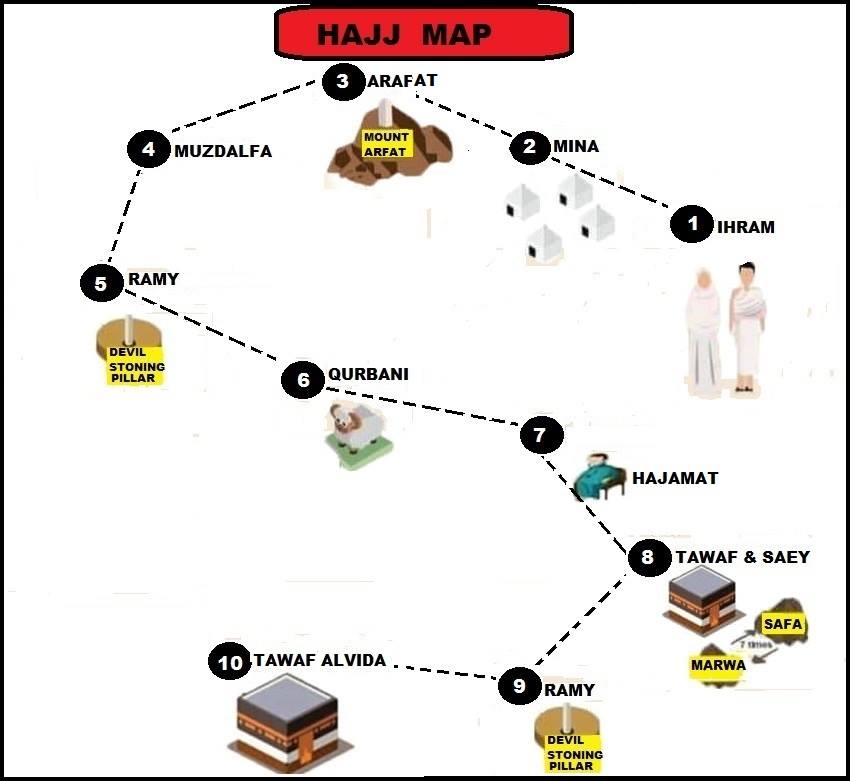 HAJJ MAP
3 ARAFAT
MOUNT
ARFAT
2 MINA
4 MUZDALFA
1 IHRAM
5 RAMY
DEVIL
STONING
PILLAR
6 QURBANI
7
HAJAMAT
8 TAWAF & SAEY
SAFA
7 times
MARWA
10 TAWAF ALVIDA
9 RAMY
DEVIL
STONING
PILLAR